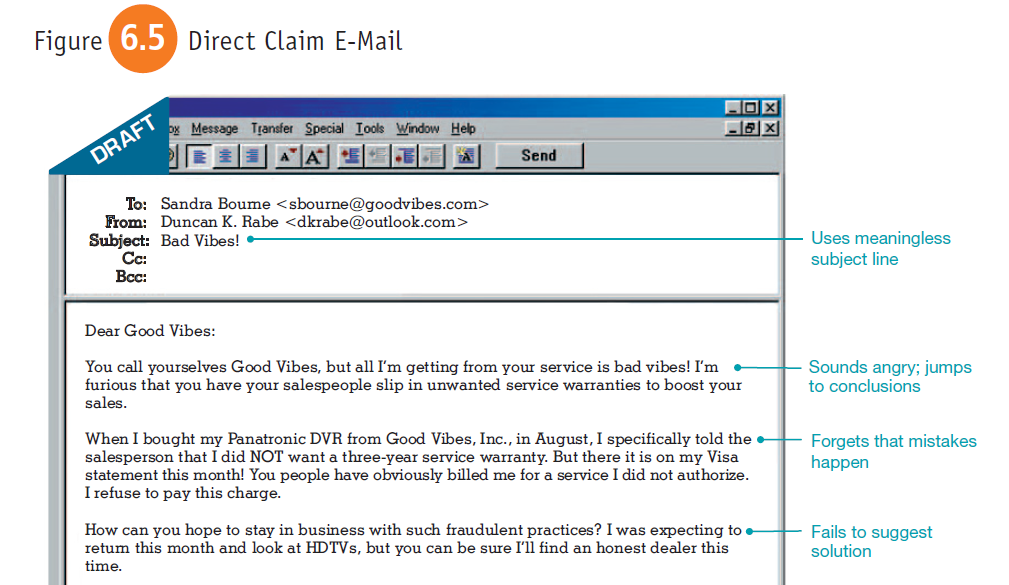 Figure 6.5 Direct Claim E-Mail
DRAFT
Message Transfer Special Tools Window Help
Send
To: Sandra Bourne <sbourne@goodvibes.com>
From: Duncan K. Rabe <dkrabe@outlook.com>
Subject: Bad Vibes!
Uses meaningless
subject line
Cc:
Bcc:
Dear Good Vibes:
You call yourselves Good Vibes, but all I'm getting from your service is bad vibes! I'm
furious that you have your salespeople slip in unwanted service warranties to boost your
sales.
Sounds angry; jumps
to conclusions
When I bought my Panatronic DVR from Good Vibes, Inc., in August, I specifically told the
salesperson that I did NOT want a three-year service warranty. But there it is on my Visa
statement this month! You people have obviously billed me for a service I did not authorize.
I refuse to pay this charge.
Forgets that mistakes
happen
How can you hope to stay in business with such fraudulent practices? I was expecting to
return this month and look at HDTVs, but you can be sure I'll find an honest dealer this
time.
Fails to suggest
solution